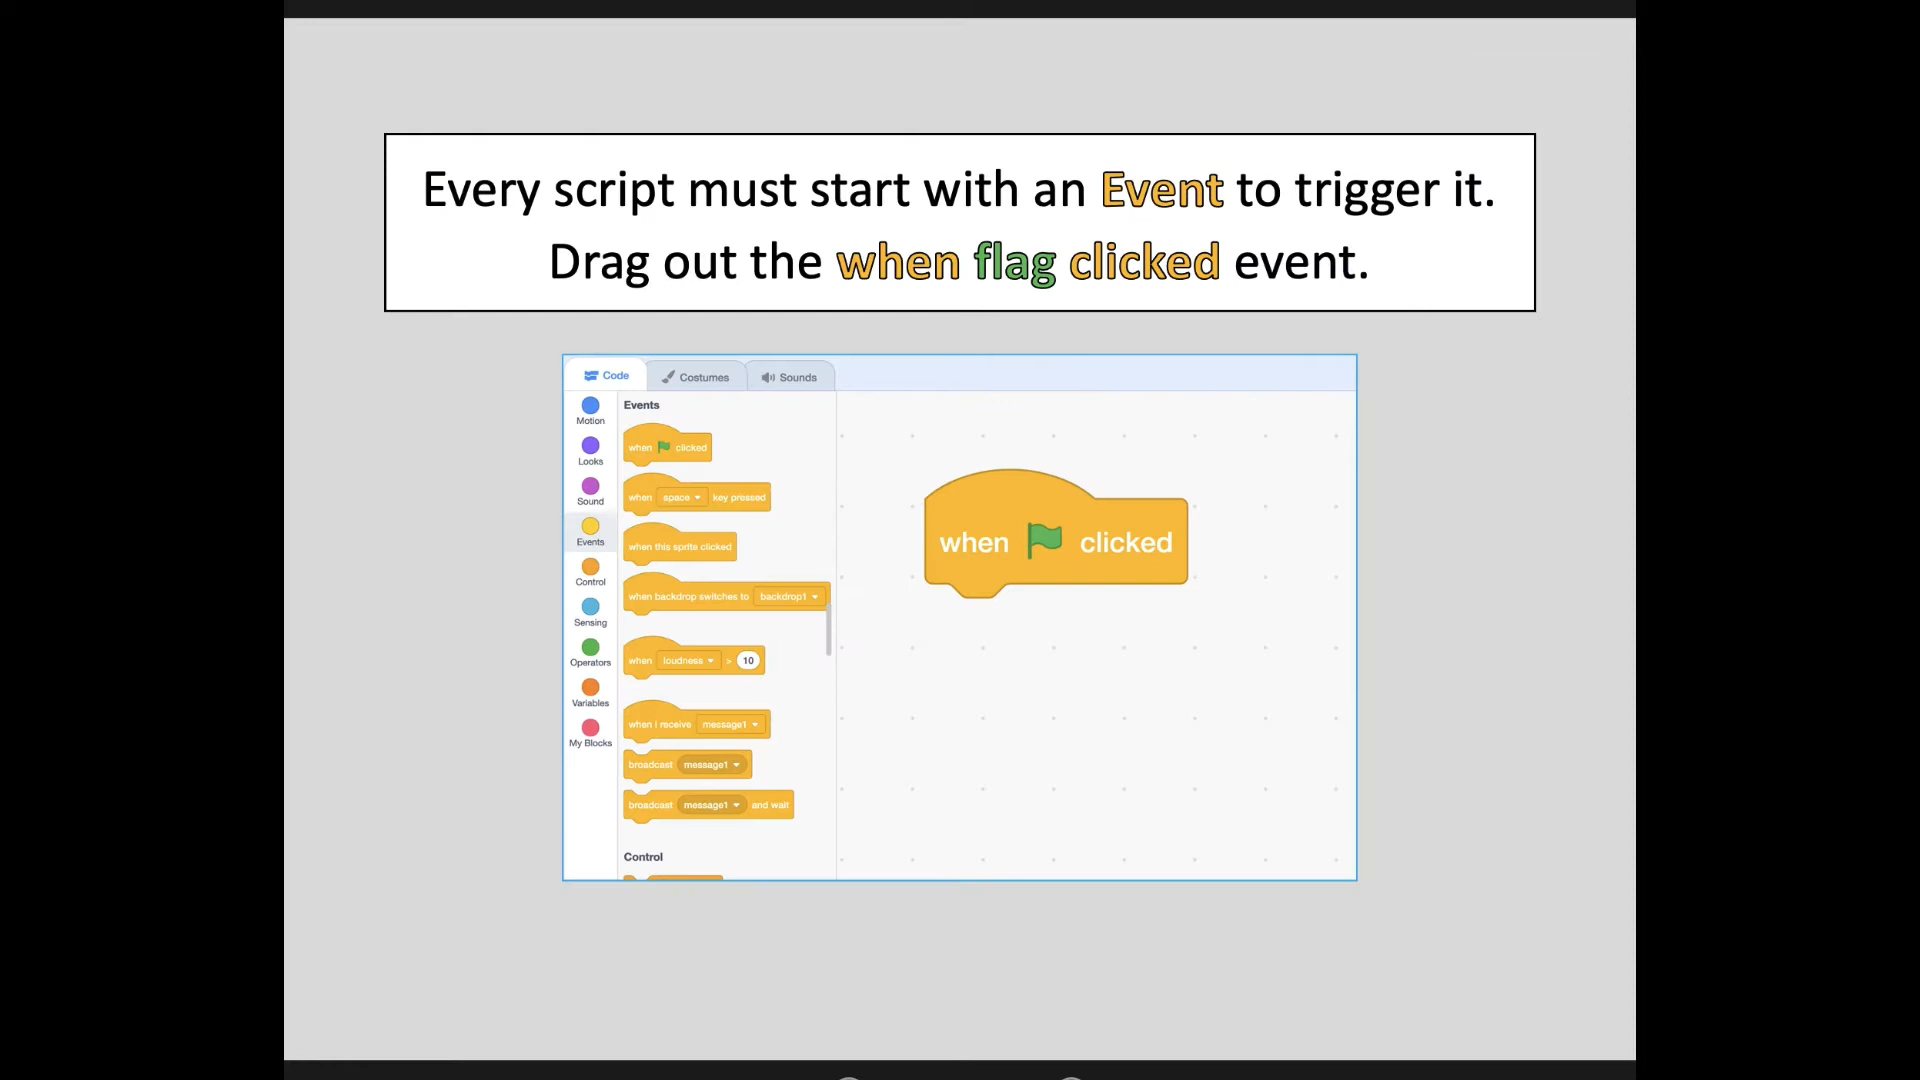 Every script must start with an Event to trigger it.
Drag out the when flag clicked event.
Code
Costumes
Sounds
Motion
Looks
Sound
Events
Control
Sensing
Operators
Variables
My Blocks
Events
when clicked
when space key pressed
when this sprite clicked
when backdrop switches to backdrop1
when loudness > 10
when I receive message1
broadcast message1
broadcast message1 and wait
Control
when clicked